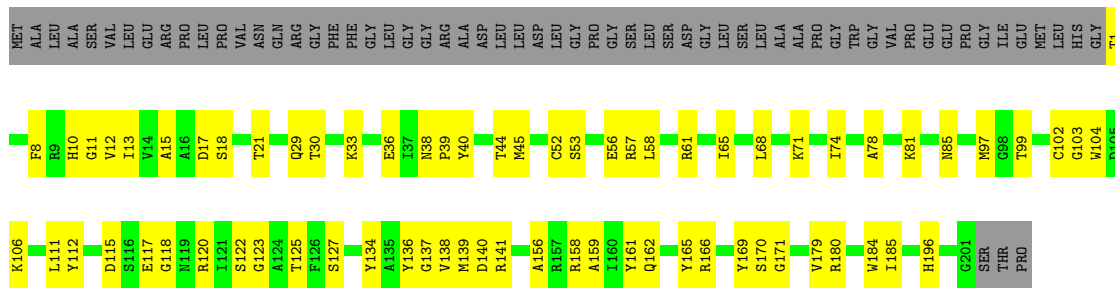 MET ALA LEU ALA SER VAL LEU GLU ARG PRO LEU PRO VAL ASN GLN ARG GLY PHE PHE GLY LEU GLY GLY ARG ALA ASP LEU LEU ASP LEU GLY PRO GLY SER LEU SER ASP GLY LEU SER LEU ALA ALA PRO GLY TRP GLY VAL PRO GLU GLU PRO GLY ILE GLU MET LEU HIS GLY T1
F8 R9 H10 G11 V12 I13 V14 A15 A16 D17 S18 T21 Q29 T30 K33 E36 I37 N38 P39 Y40 T44 M45 C52 S53 E56 R57 L58 R61 I65 L68 K71 I74 A78 K81 N85 M97 G98 T99 C102 G103 W104 D105
K106 L111 Y112 D115 S116 E117 G118 N119 R120 I121 S122 G123 A124 T125 F126 S127 Y134 A135 Y136 G137 V138 M139 D140 R141 A156 R157 R158 A159 I160 Y161 Q162 Y165 R166 Y169 S170 G171 V179 R180 W184 I185 H196 G201 SER THR PRO